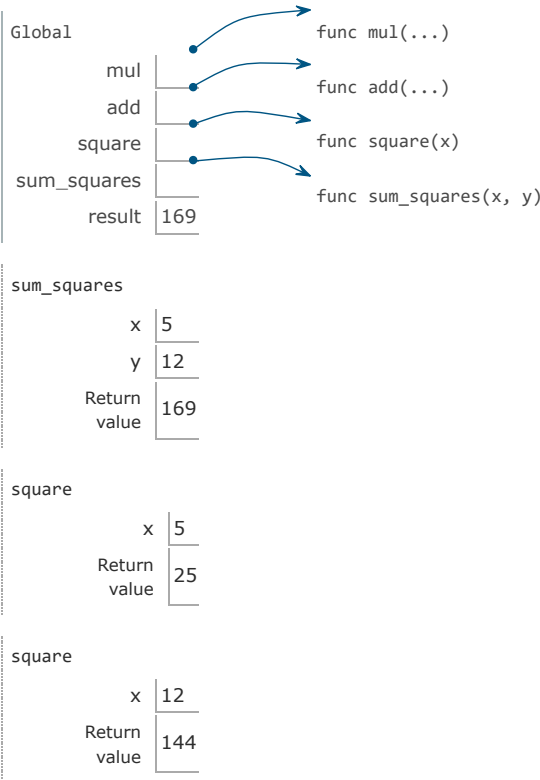 Global
func mul(...)
mul
func add(...)
add
square
func square(x)
sum_squares
func sum_squares(x, y)
result 169
sum_squares
x 5
y 12
Return
value 169
square
x 5
Return
value 25
square
x 12
Return
value 144